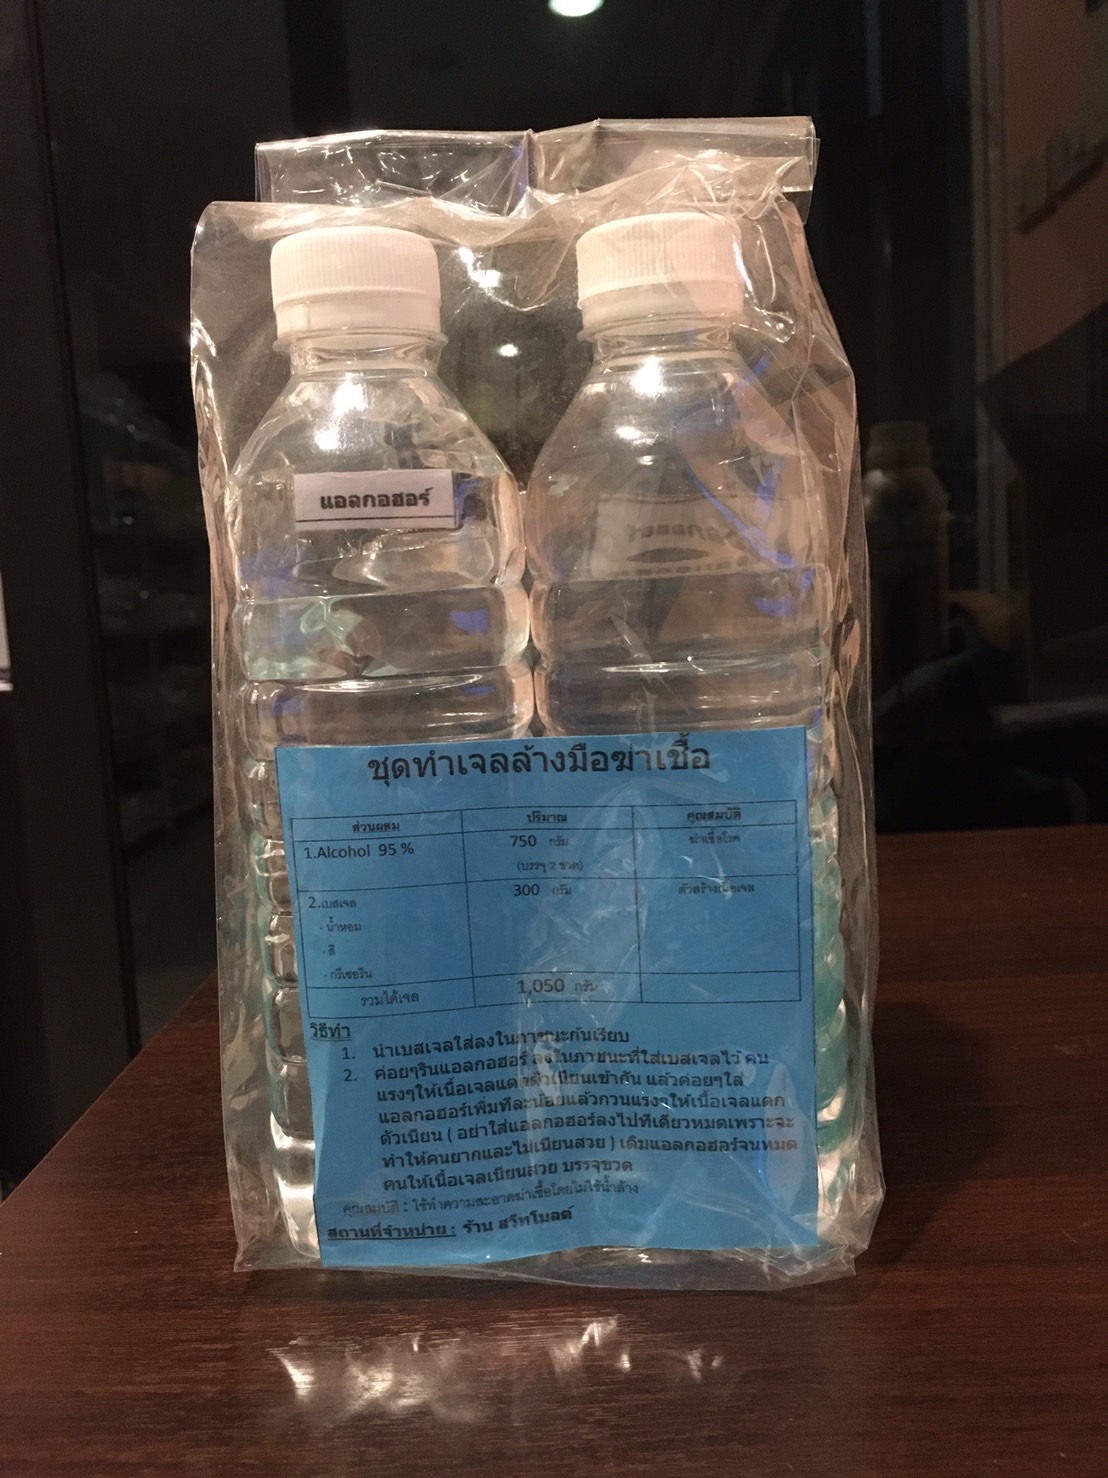 แอลกอฮอร์
ชุดทำเจลล้างมือฆ่าเชื้อ
ส่วนผสม ปริมาณ คุณสมบัติ
1.Alcohol 95 % 750 กรัม ฆ่าเชื้อโรค
(บรรจุ 2 ขวด)
2.เบสเจล 300 กรัม ตัวสร้างเนื้อเจล
- น้ำหอม
- สี
- กรีเซอรีน
รวมได้เจล 1,050 กรัม
วิธีทำ
1. นำเบสเจลใส่ลงในภาชนะก้นเรียบ
2. ค่อยๆรินแอลกอฮอร์ ลงในภาชนะที่ใส่เบสเจลไว้ คน
แรงๆให้เนื้อเจลแตกตัวเนียนเข้ากัน แล้วค่อยๆใส่
แอลกอฮอร์เพิ่มทีละน้อยแล้วกวนแรงๆให้เนื้อเจลแตก
ตัวเนียน ( อย่าใส่แอลกอฮอร์ลงไปทีเดียวหมดเพราะจะ
ทำให้คนยากและไม่เนียนสวย ) เติมแอลกอฮอร์จนหมด
คนให้เนื้อเจลเนียนสวย บรรจุขวด
คุณสมบัติ : ใช้ทำความสะอาดฆ่าเชื้อโดยไม่ใช้น้ำล้าง
สถานที่จำหน่าย : ร้าน สวีทโมลด์